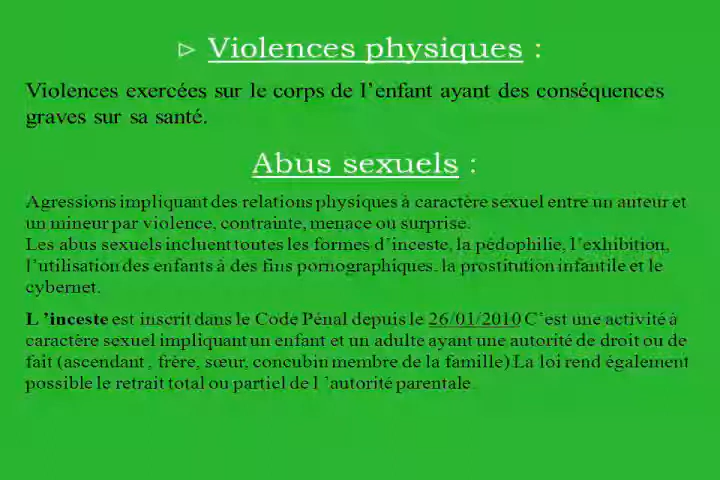 ▷ Violences physiques :
Violences exercées sur le corps de l’enfant ayant des conséquences
graves sur sa santé.
Abus sexuels :
Agressions impliquant des relations physiques à caractère sexuel entre un auteur et
un mineur par violence, contrainte, menace ou surprise.
Les abus sexuels incluent toutes les formes d’inceste, la pédophilie, l’exhibition,
l’utilisation des enfants à des fins pornographiques, la prostitution infantile et le
cybernet.
L ’inceste est inscrit dans le Code Pénal depuis le 26/01/2010 C’est une activité à
caractère sexuel impliquant un enfant et un adulte ayant une autorité de droit ou de
fait (ascendant , frère, sœur, concubin membre de la famille).La loi rend également
possible le retrait total ou partiel de l ’autorité parentale.